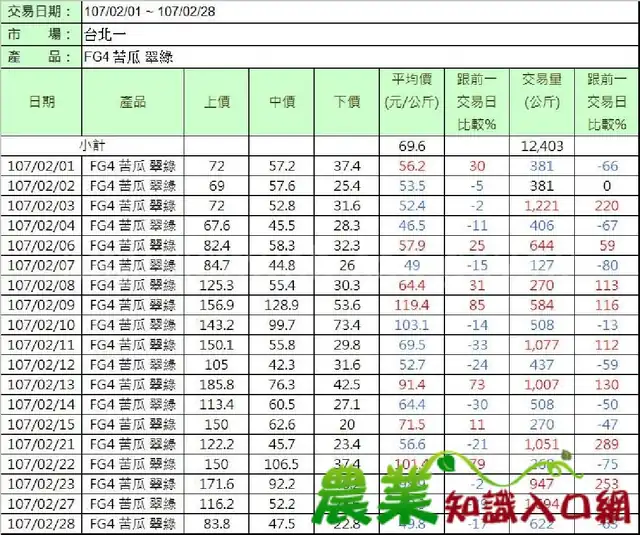 交易日期： 107/02/01 ~ 107/02/28
市 場： 台北一
產 品： FG4 苦瓜 翠綠
日期 產品 上價 中價 下價 平均價 (元/公斤) 跟前一交易日比較% 交易量 (公斤) 跟前一交易日比較%
小計 69.6 12,403
107/02/01 FG4 苦瓜 翠綠 72 57.2 37.4 56.2 30 381 -66
107/02/02 FG4 苦瓜 翠綠 69 57.6 25.4 53.5 -5 381 0
107/02/03 FG4 苦瓜 翠綠 72 52.8 31.6 52.4 -2 1,221 220
107/02/04 FG4 苦瓜 翠綠 67.6 45.5 28.3 46.5 -11 406 -67
107/02/06 FG4 苦瓜 翠綠 82.4 58.3 32.3 57.9 25 644 59
107/02/07 FG4 苦瓜 翠綠 84.7 44.8 26 49 -15 127 -80
107/02/08 FG4 苦瓜 翠綠 125.3 55.4 30.3 64.4 31 270 113
107/02/09 FG4 苦瓜 翠綠 156.9 128.9 53.6 119.4 85 584 116
107/02/10 FG4 苦瓜 翠綠 143.2 99.7 73.4 103.1 -14 508 -13
107/02/11 FG4 苦瓜 翠綠 150.1 55.8 29.8 69.5 -33 1,077 112
107/02/12 FG4 苦瓜 翠綠 105 42.3 31.6 52.7 -24 437 -59
107/02/13 FG4 苦瓜 翠綠 185.8 76.3 42.5 91.4 73 1,007 130
107/02/14 FG4 苦瓜 翠綠 113.4 60.5 27.1 64.4 -30 508 -50
107/02/15 FG4 苦瓜 翠綠 150 62.6 20 71.5 11 270 -47
107/02/21 FG4 苦瓜 翠綠 122.2 45.7 23.4 56.6 -21 1,051 289
107/02/22 FG4 苦瓜 翠綠 150 106.5 37.4 79 -75
107/02/23 FG4 苦瓜 翠綠 171.6 92.2 947 253
107/02/27 FG4 苦瓜 翠綠 116.2 52.2
107/02/28 FG4 苦瓜 翠綠 83.8 47.5 22.8 49.8 -17 622
農業知識入口網